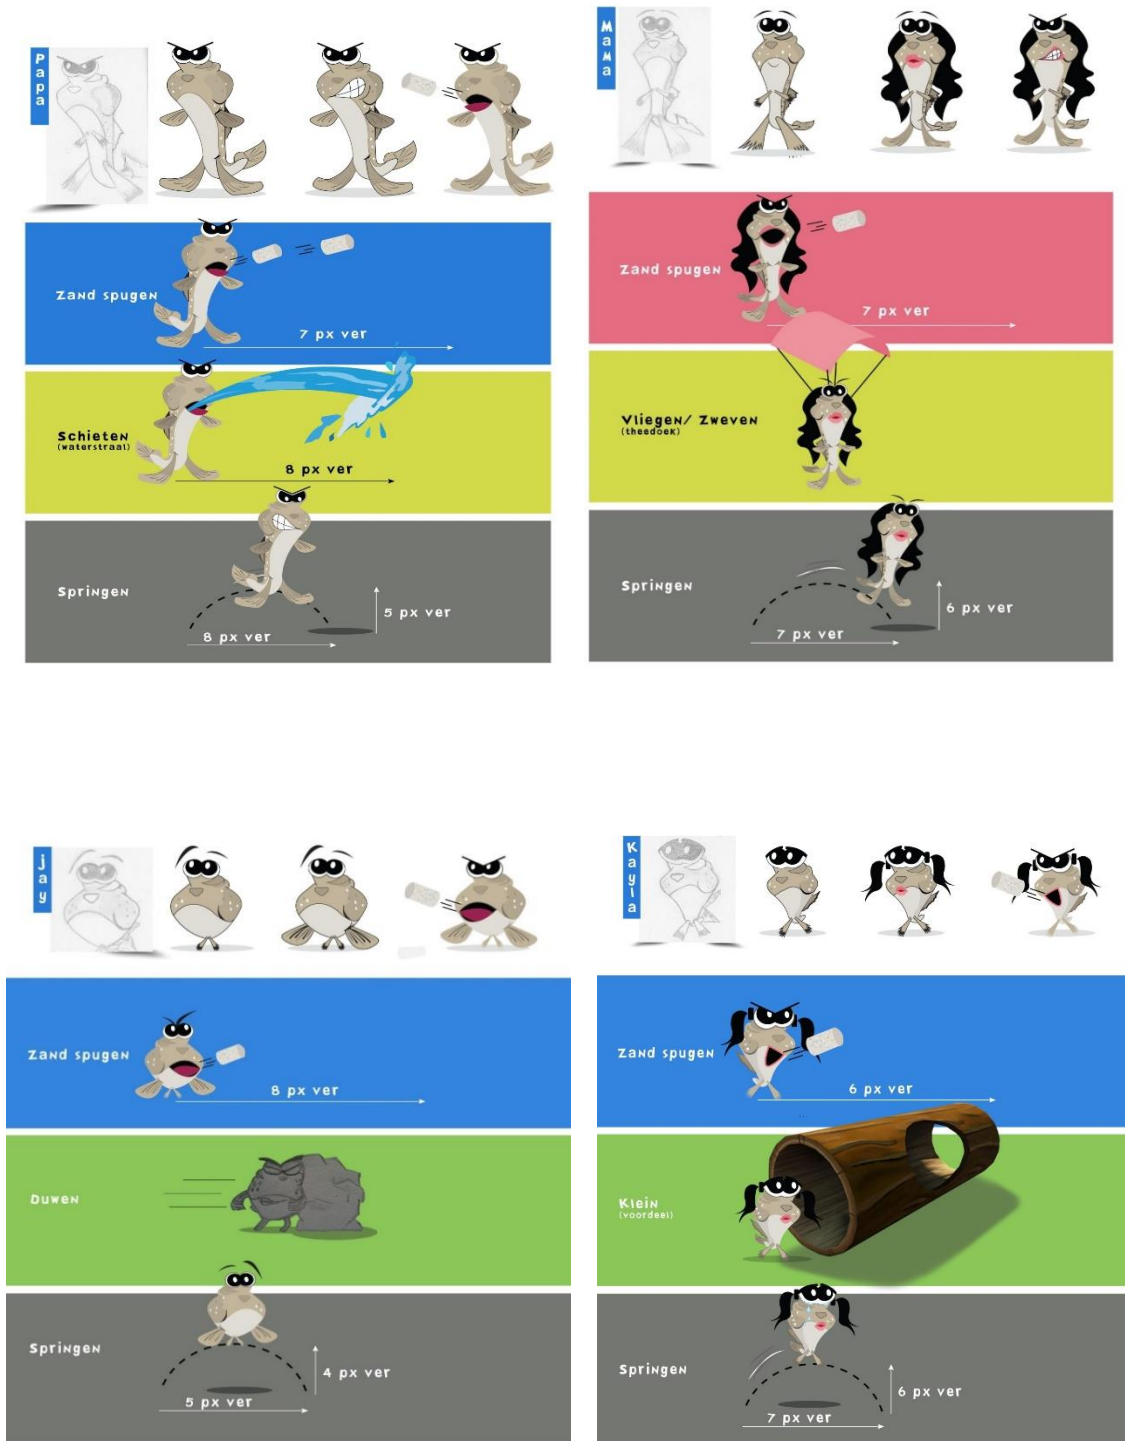 Papa
Zand spugen
7 px ver
Schieten
(waterstraal)
8 px ver
Springen
5 px ver
8 px ver
Mama
Zand spugen
7 px ver
Vliegen/ Zweven
(theedoek)
Springen
6 px ver
7 px ver
jay
Zand spugen
8 px ver
Duwen
Springen
4 px ver
5 px ver
Kayla
Zand spugen
6 px ver
Klein
(voordeel)
Springen
6 px ver
7 px ver